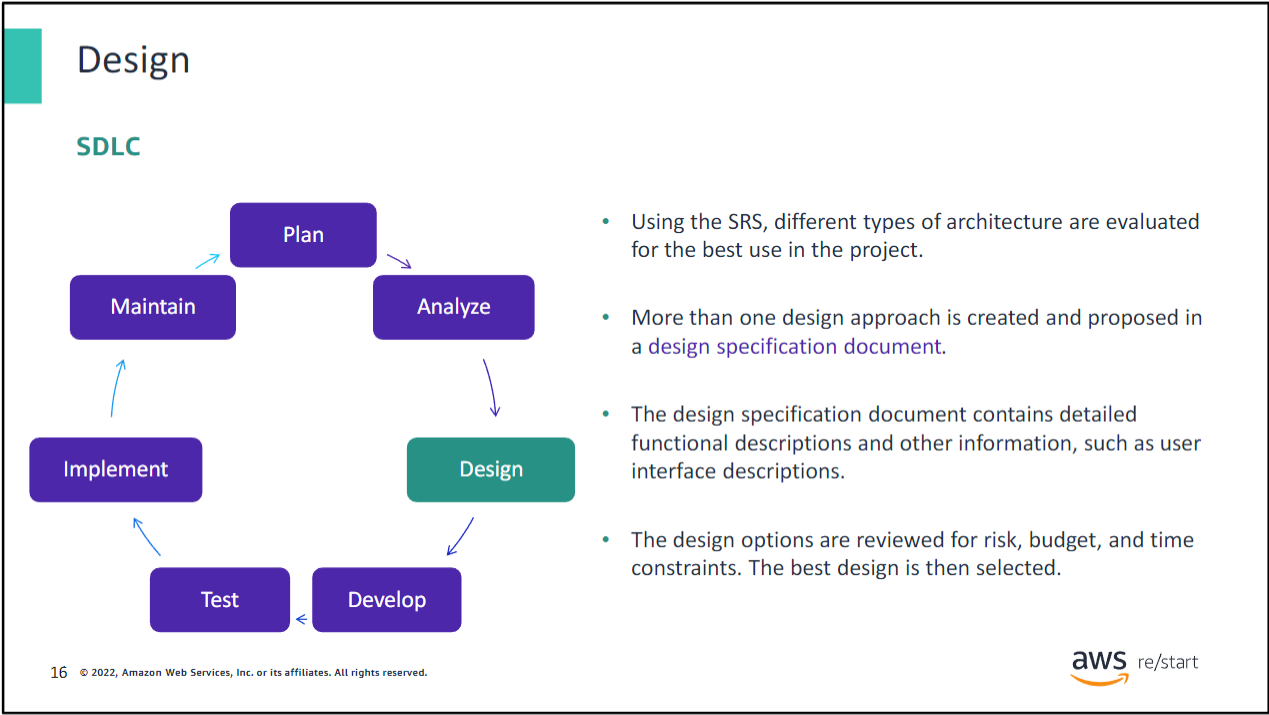 Design
SDLC
Plan
Analyze
Design
Develop
Test
Implement
Maintain
• Using the SRS, different types of architecture are evaluated
for the best use in the project.
• More than one design approach is created and proposed in
a design specification document.
• The design specification document contains detailed
functional descriptions and other information, such as user
interface descriptions.
• The design options are reviewed for risk, budget, and time
constraints. The best design is then selected.
16 © 2022, Amazon Web Services, Inc. or its affiliates. All rights reserved.
aws re/start